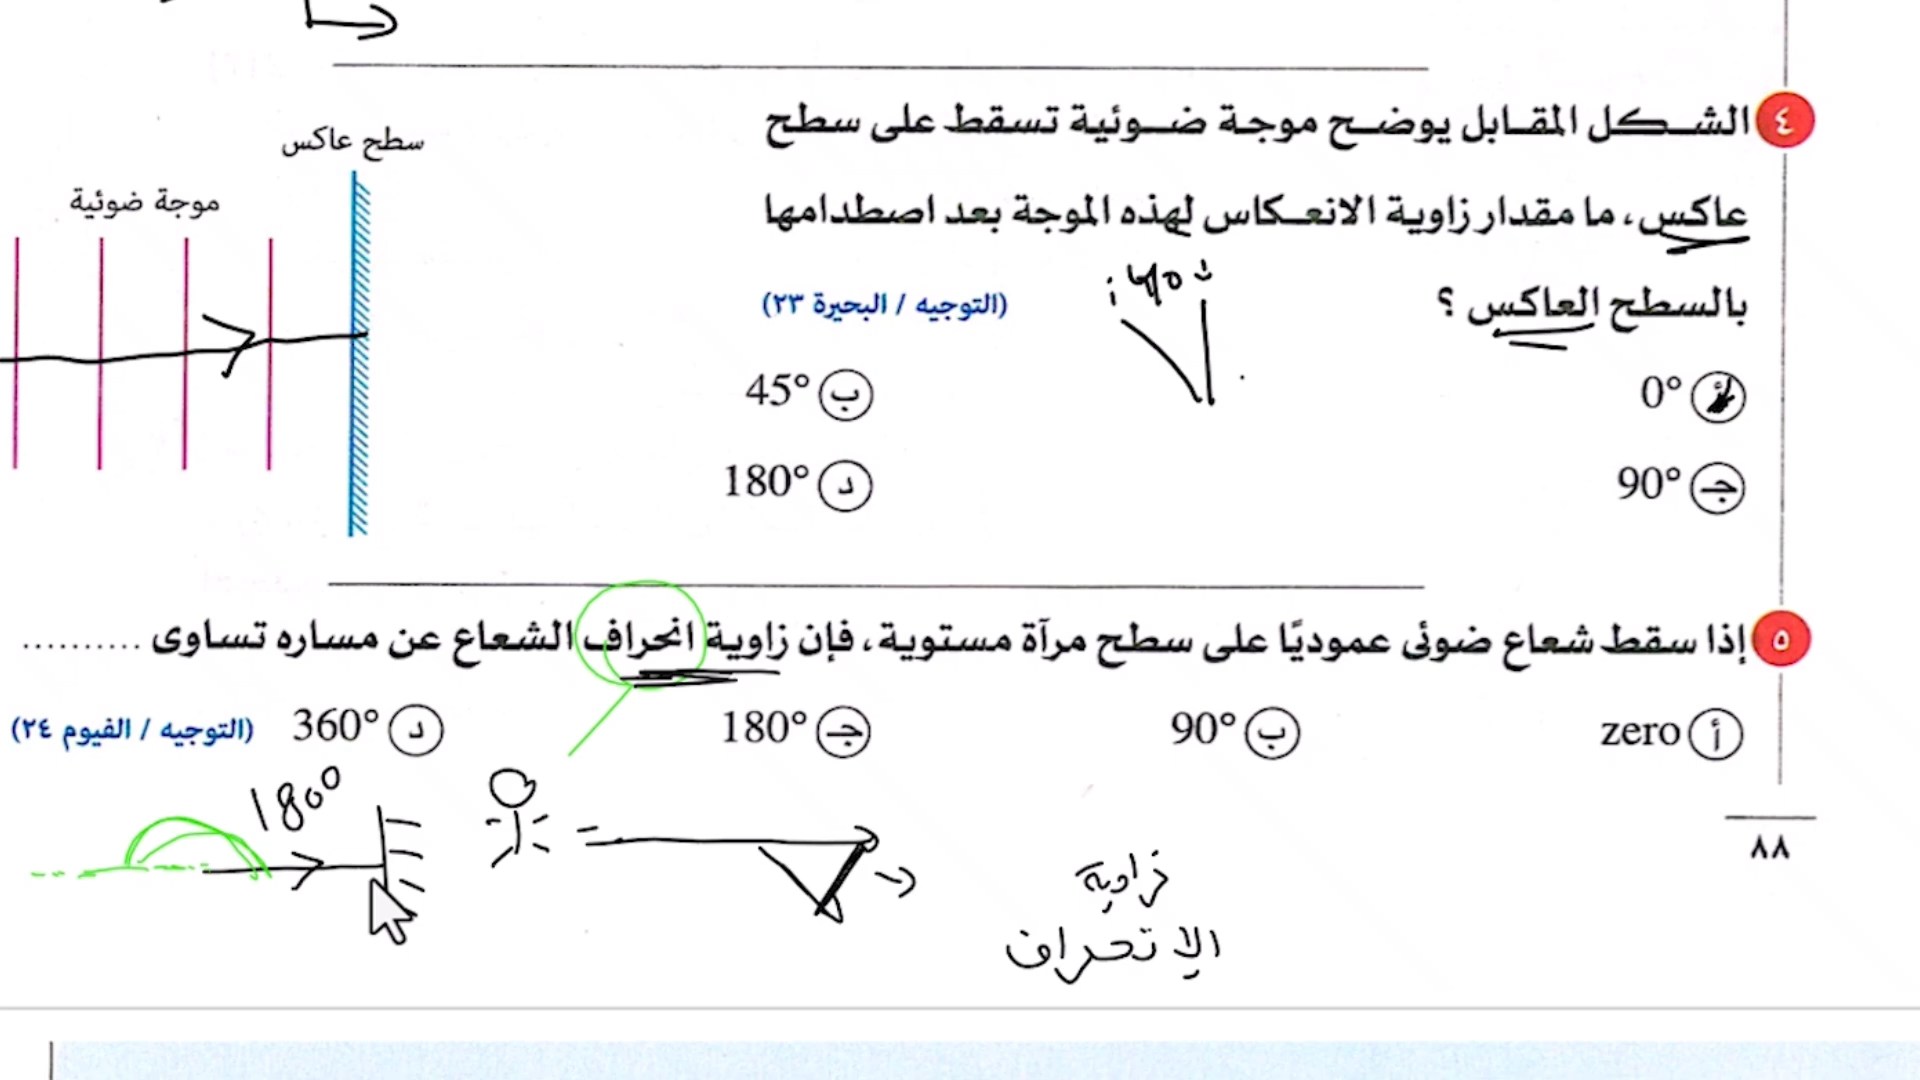 ٤ الشكل المقابل يوضح موجة ضوئية تسقط على سطح
عاكس، ما مقدار زاوية الانعكاس لهذه الموجة بعد اصطدامها
بالسطح العاكس ؟
(التوجيه / البحيرة ٢٣)
أ 0°
ب 45°
جـ 90°
د 180°
سطح عاكس
موجة ضوئية
٥ إذا سقط شعاع ضوئى عموديًا على سطح مرآة مستوية، فإن زاوية انحراف الشعاع عن مساره تساوى ..........
أ zero
ب 90°
جـ 180°
د 360°
(التوجيه / الفيوم ٢٤)
180°
زاوية
الانحراف
٨٨